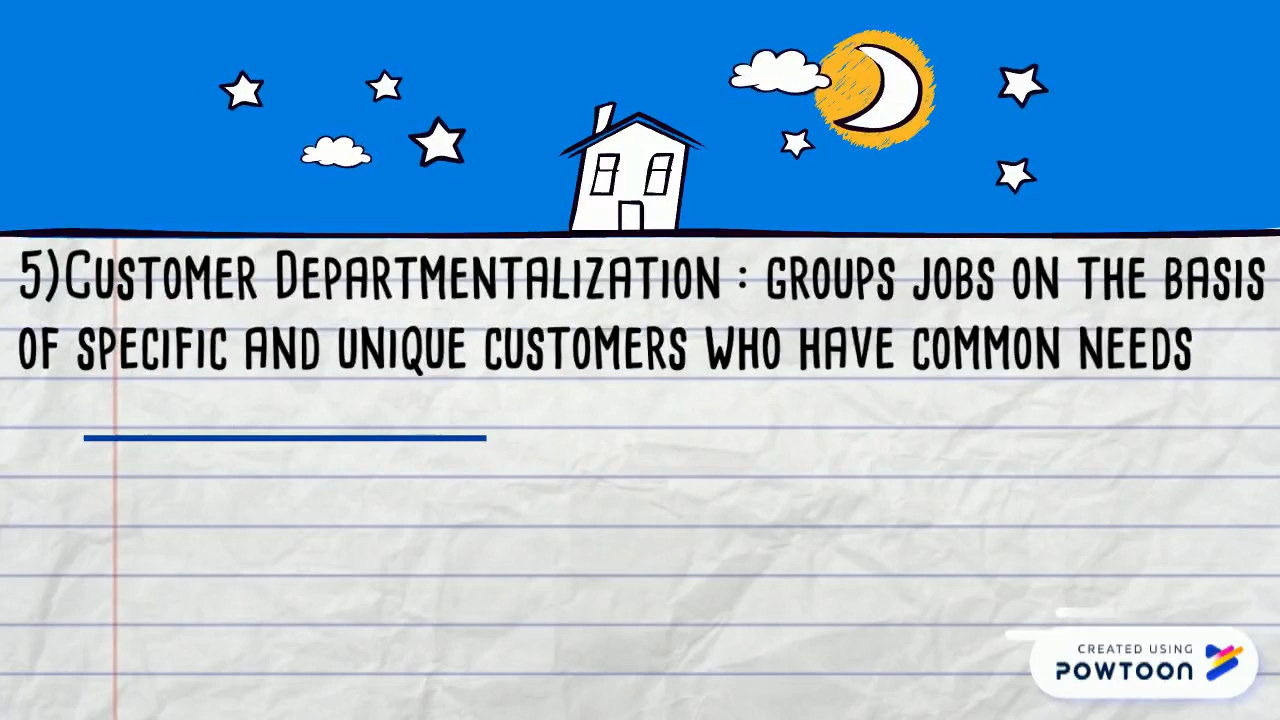 5)Customer Departmentalization : groups jobs on the basis
of specific and unique customers who have common needs
CREATED USING
POWTOON